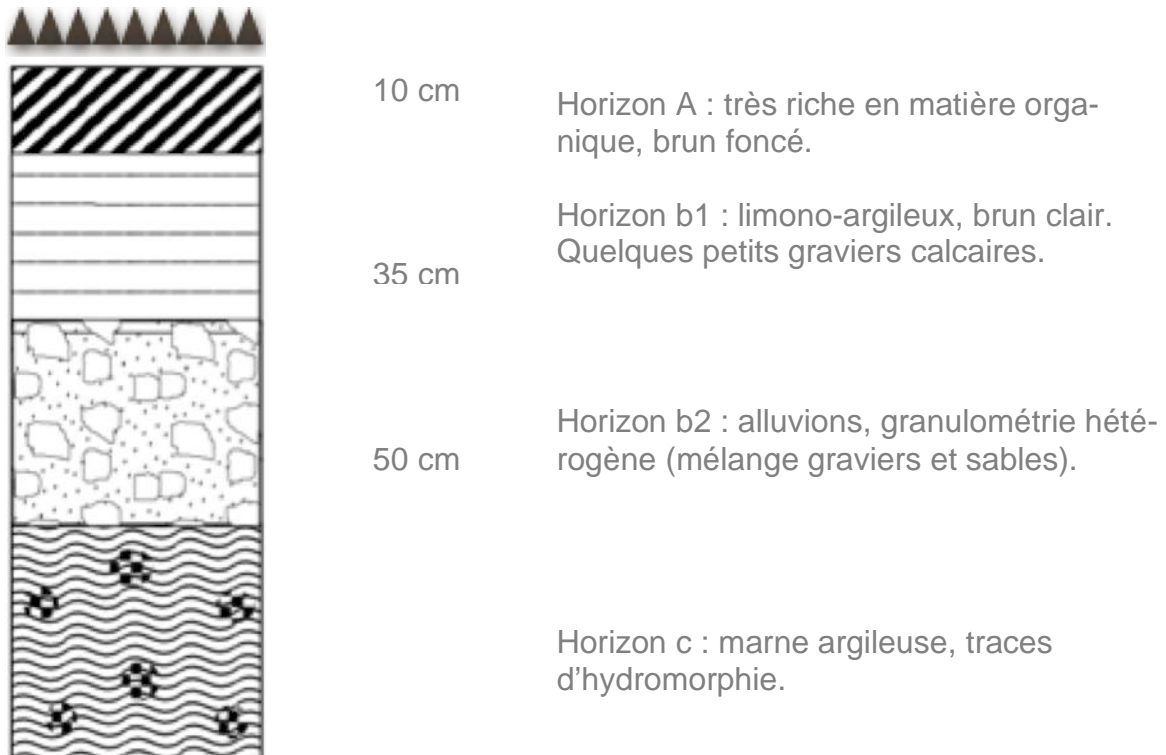 10 cm
Horizon A : très riche en matière orga-
nique, brun foncé.
Horizon b1 : limono-argileux, brun clair.
Quelques petits graviers calcaires.
35 cm
Horizon b2 : alluvions, granulométrie hété-
rogène (mélange graviers et sables).
50 cm
Horizon c : marne argileuse, traces
d’hydromorphie.